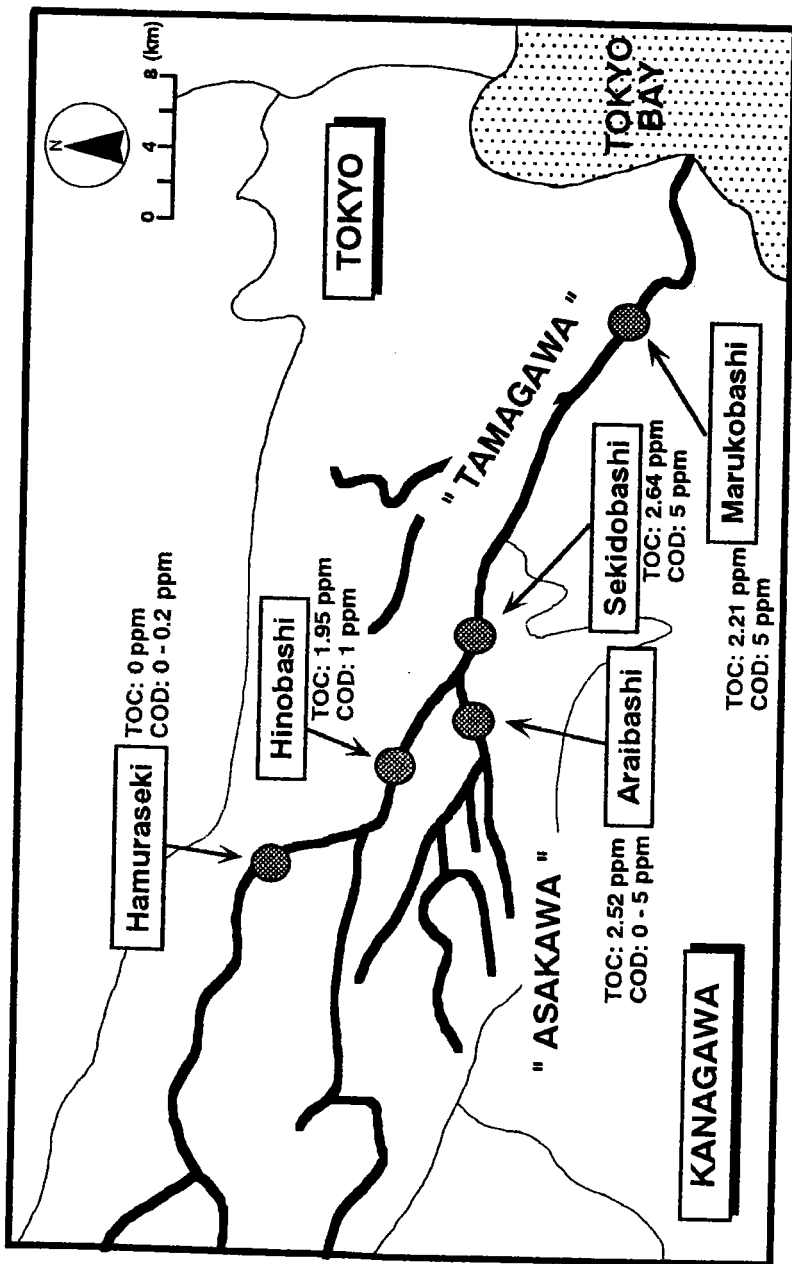 N
0 4 8 (km)
TOKYO
TOKYO
BAY
Hamuraseki
TOC: 0 ppm
COD: 0 - 0.2 ppm
Hinobashi
TOC: 1.95 ppm
COD: 1 ppm
" TAMAGAWA "
Sekidobashi
TOC: 2.64 ppm
COD: 5 ppm
Araibashi
TOC: 2.52 ppm
COD: 0 - 5 ppm
" ASAKAWA "
Marukobashi
TOC: 2.21 ppm
COD: 5 ppm
KANAGAWA